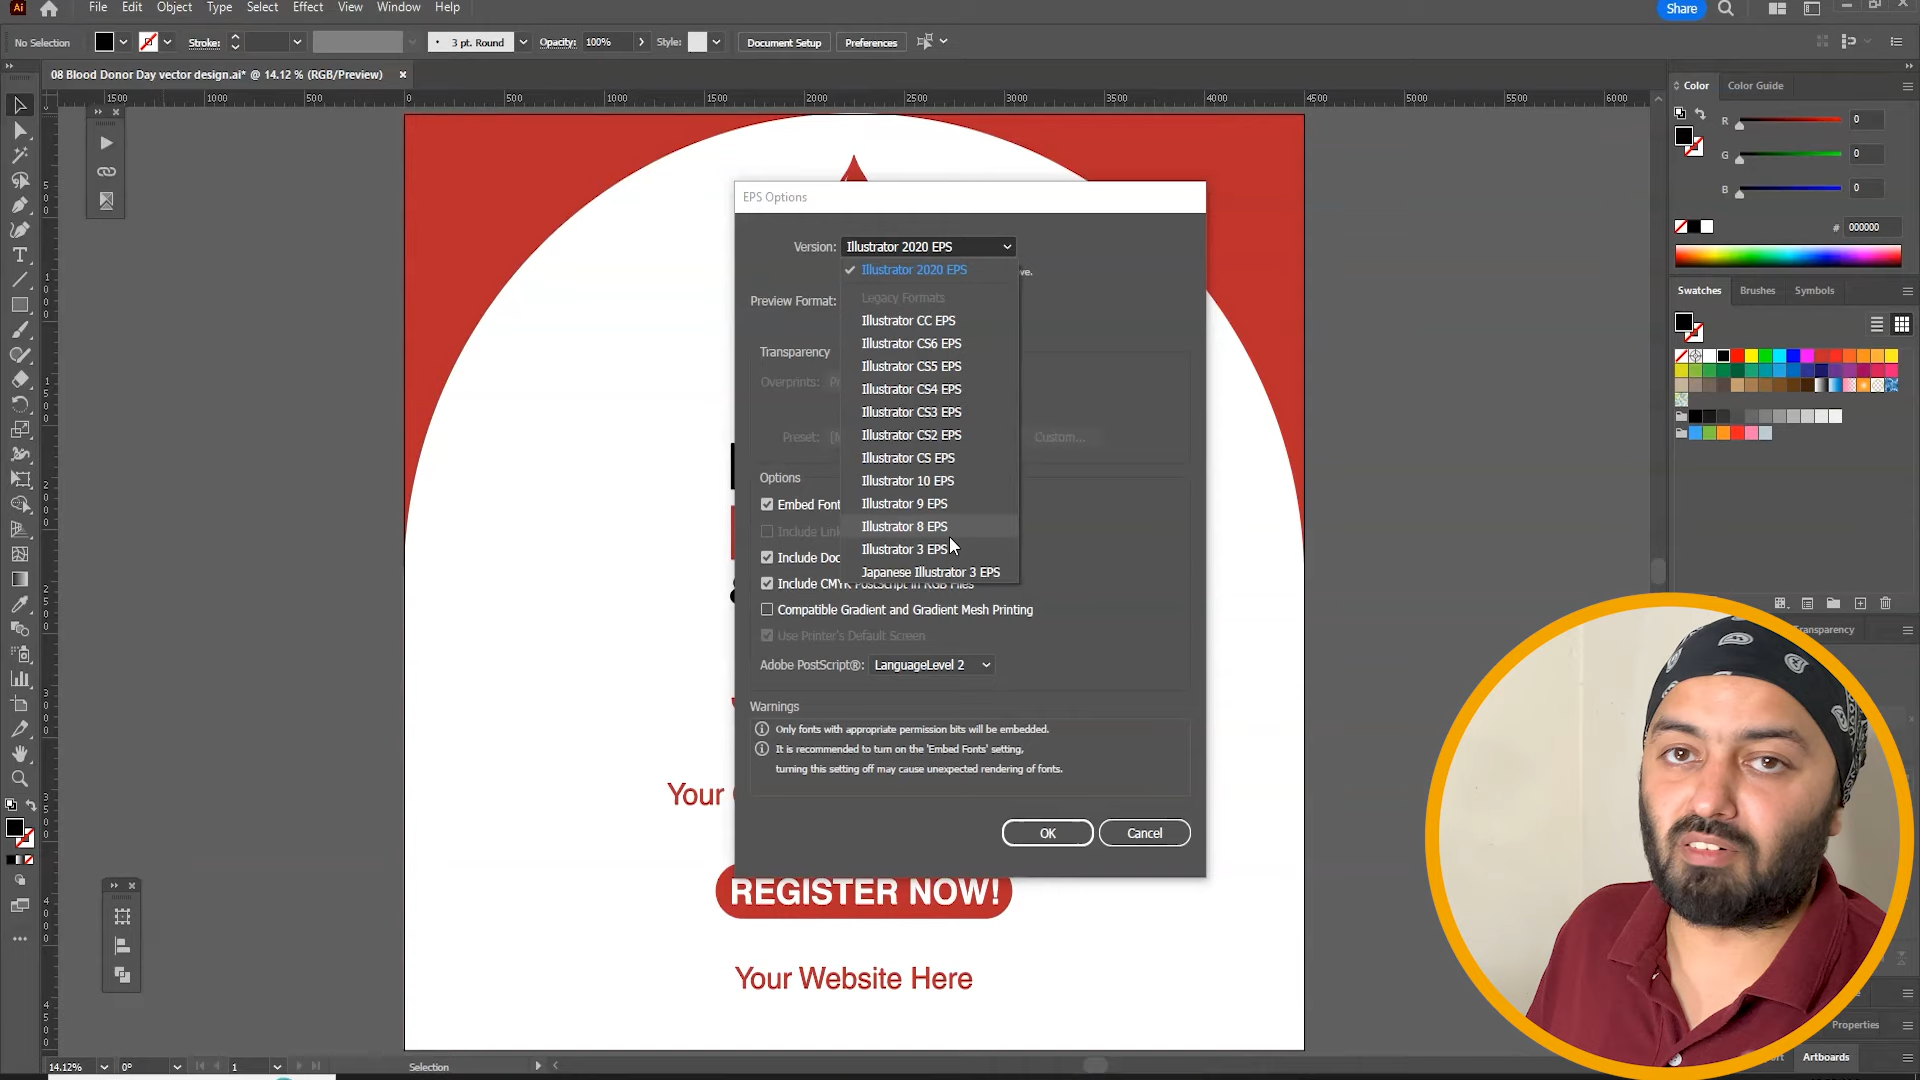 Ai File Edit Object Type Select Effect View Window Help Share
No Selection Stroke: 3 pt. Round Opacity: 100% Style: Document Setup Preferences
08 Blood Donor Day vector design.ai* @ 14.12 % (RGB/Preview) ×
1500 1000 500 0 500 1000 1500 2000 2500 3000 3500 4000 4500 5000 5500 6000
Color Color Guide
R 0
G 0
B 0
# 000000
Swatches Brushes Symbols
Transparency
Properties
Artboards
EPS Options
Version: Illustrator 2020 EPS
Illustrator 2020 EPS
ve.
Legacy Formats
Preview Format:
Illustrator CC EPS
Illustrator CS6 EPS
Transparency
Illustrator CS5 EPS
Overprints:
Illustrator CS4 EPS
Illustrator CS3 EPS
Preset: Custom...
Illustrator CS2 EPS
Illustrator CS EPS
Options
Illustrator 10 EPS
Embed Font
Illustrator 9 EPS
Include Lin
Illustrator 8 EPS
Illustrator 3 EPS
Include Doc
Japanese Illustrator 3 EPS
Include CMYK PostScript in RGB Files
Compatible Gradient and Gradient Mesh Printing
Use Printer's Default Screen
Adobe PostScript®: LanguageLevel 2
Warnings
Only fonts with appropriate permission bits will be embedded.
It is recommended to turn on the 'Embed Fonts' setting,
turning this setting off may cause unexpected rendering of fonts.
OK Cancel
Your
REGISTER NOW!
Your Website Here
14.12% 0° 1 Selection